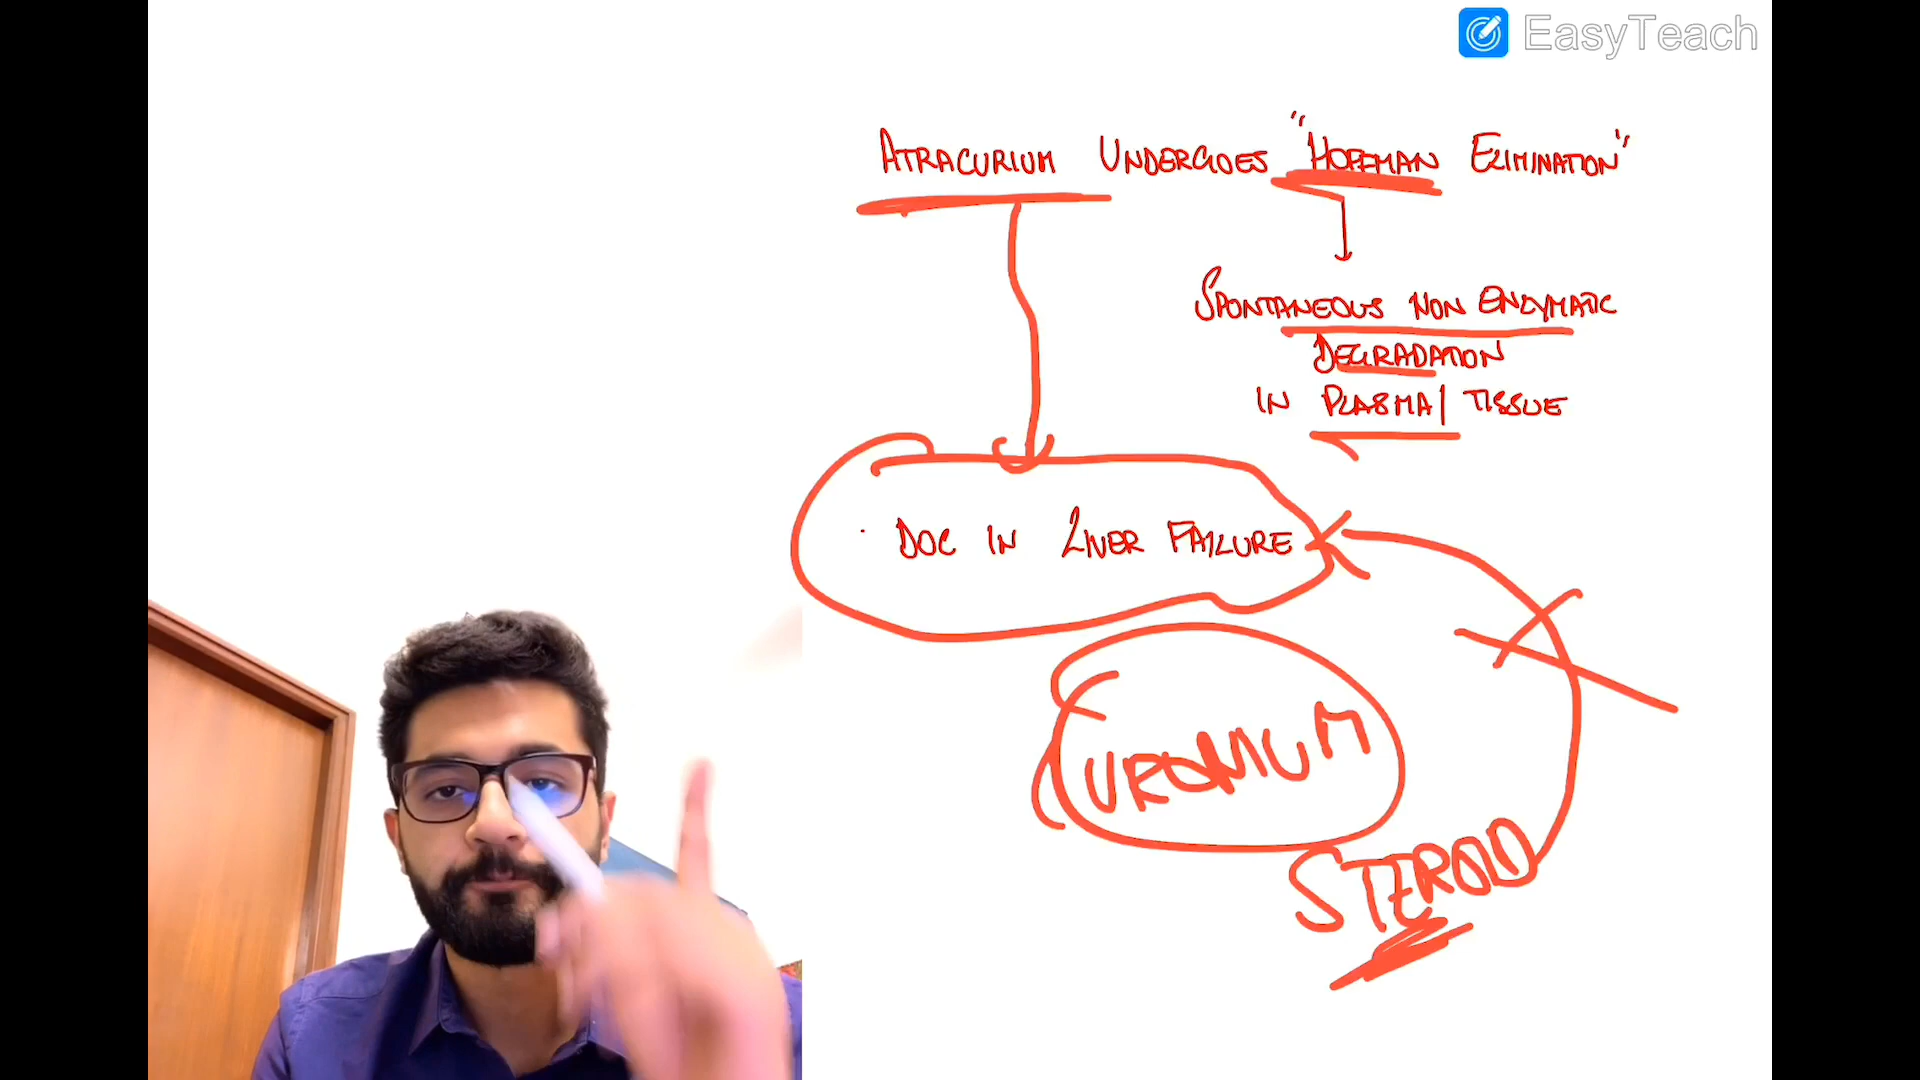 EasyTeach
ATRACURIUM UNDERGOES "HOFFMAN ELIMINATION"
SPONTANEOUS NON ENZYMATIC
DEGRADATION
IN PLASMA/ TISSUE
DOC IN LIVER FAILURE
URONIUM
STEROID